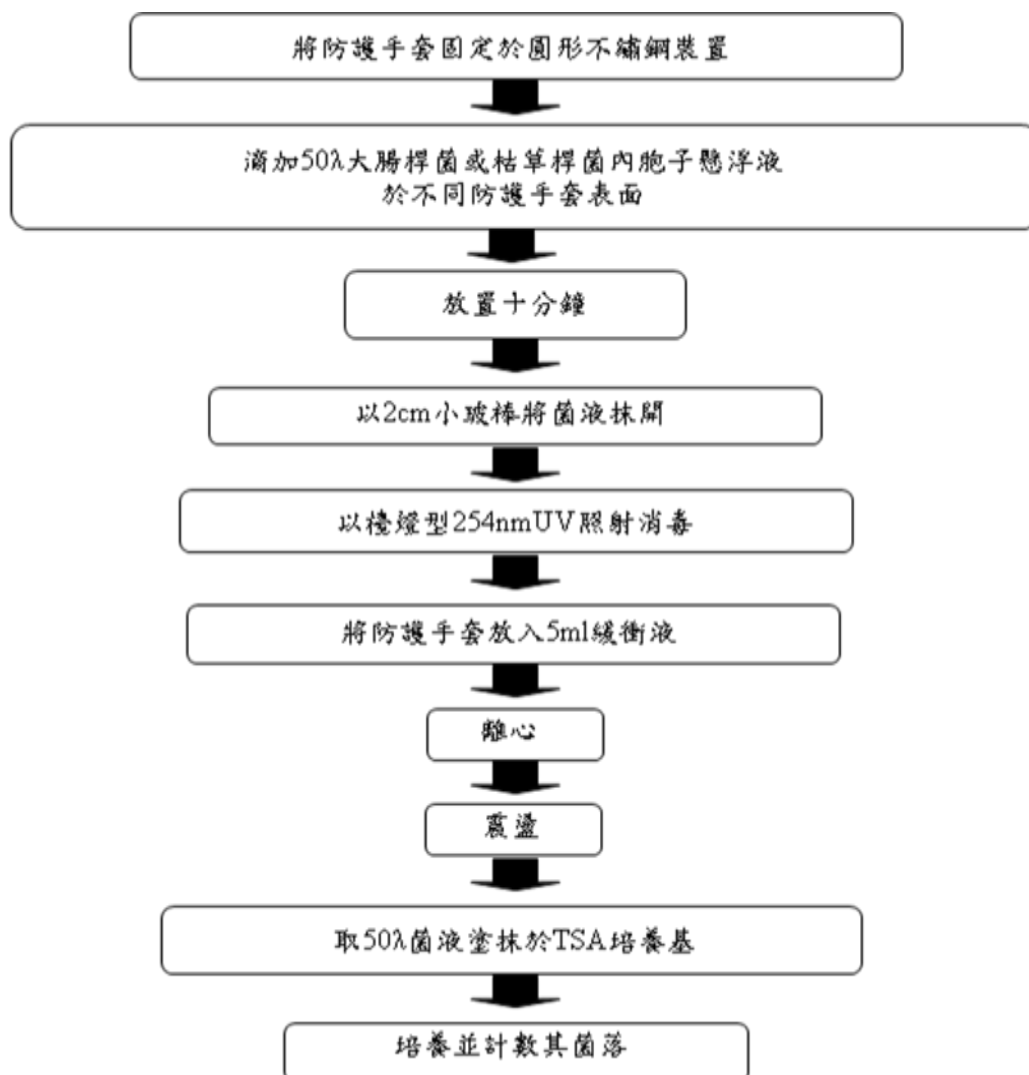 將防護手套固定於圓形不繡鋼裝置
滴加50λ大腸桿菌或枯草桿菌內胞子懸浮液
於不同防護手套表面
放置十分鐘
以2cm小玻棒將菌液抹開
以檯燈型254nmUV照射消毒
將防護手套放入5ml緩衝液
離心
震盪
取50λ菌液塗抹於TSA培養基
培養並計數其菌落